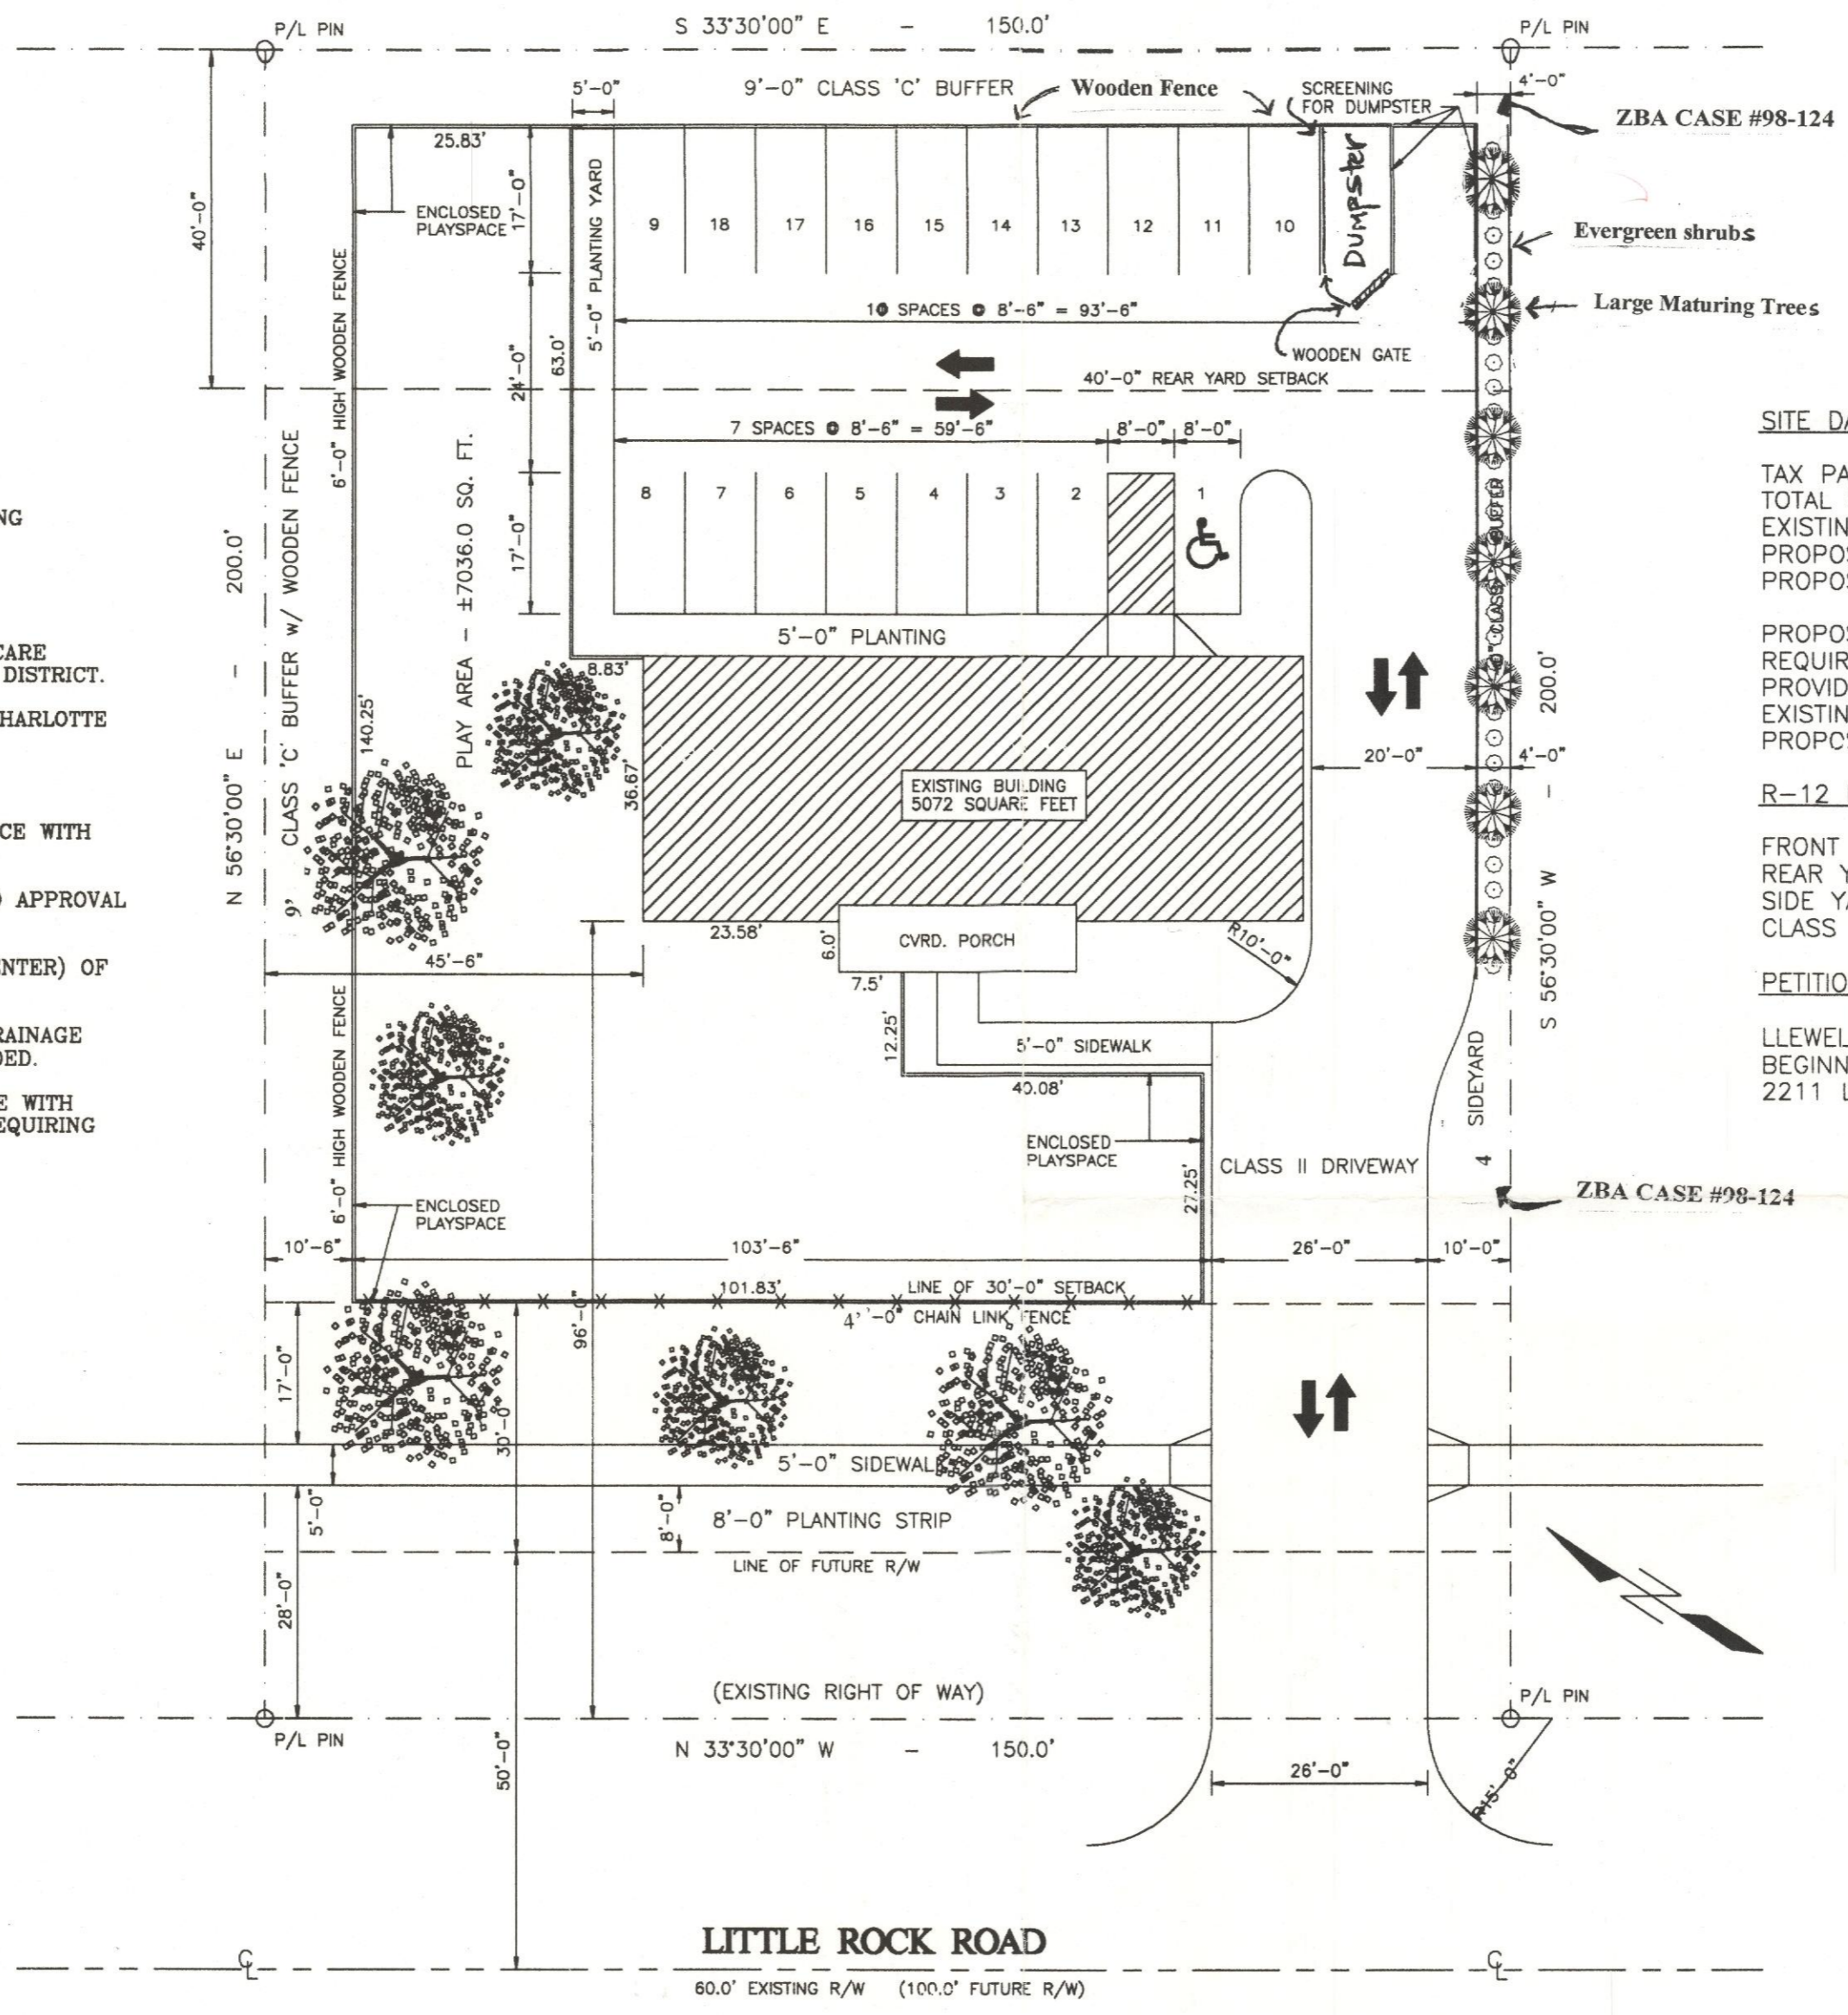 P/L PIN
S 33°30'00" E - 150.0'
P/L PIN
5'-0"
9'-0" CLASS 'C' BUFFER
Wooden Fence
SCREENING
FOR DUMPSTER
4'-0"
ZBA CASE #98-124
25.83'
40'-0"
ENCLOSED
PLAYSPACE
17'-0"
5'-0" PLANTING YARD
9 18 17 16 15 14 13 12 11 10
Dumpster
Evergreen shrubs
6'-0" HIGH WOODEN FENCE
10 SPACES @ 8'-6" = 93'-6"
Large Maturing Trees
WOODEN GATE
24'-0"
63.0'
40'-0" REAR YARD SETBACK
7 SPACES @ 8'-6" = 59'-6"
8'-0" 8'-0"
8 7 6 5 4 3 2 1
17'-0"
N 56°30'00" E - 200.0'
9' CLASS 'C' BUFFER w/ WOODEN FENCE
PLAY AREA - ±7036.0 SQ. FT.
5'-0" PLANTING
8.83'
140.25'
36.67'
EXISTING BUILDING
5072 SQUARE FEET
20'-0"
4'-0"
CLASS BUFFER
S 56°30'00" W - 200.0'
23.58'
6.0'
CVRD. PORCH
R10'-0"
45'-6"
7.5'
12.25'
5'-0" SIDEWALK
40.08'
6'-0" HIGH WOODEN FENCE
ENCLOSED
PLAYSPACE
27.25'
CLASS II DRIVEWAY
4 SIDEYARD
ZBA CASE #98-124
ENCLOSED
PLAYSPACE
10'-6"
103'-6"
26'-0"
10'-0"
101.83'
LINE OF 30'-0" SETBACK
4'-0" CHAIN LINK FENCE
96'-0"
17'-0"
30'-0
5'-0" SIDEWALK
5'-0"
8'-0"
8'-0" PLANTING STRIP
LINE OF FUTURE R/W
28'-0"
(EXISTING RIGHT OF WAY)
P/L PIN
P/L PIN
N 33°30'00" W - 150.0'
50'-0"
26'-0"
R15'-0"
LITTLE ROCK ROAD
60.0' EXISTING R/W (100.0' FUTURE R/W)
CL
CL
NG
CARE
DISTRICT.
HARLOTTE
CE WITH
APPROVAL
ENTER) OF
RAINAGE
DED.
E WITH
EQUIRING
SITE DA
TAX PA
TOTAL
EXISTIN
PROPOS
PROPOS
PROPOS
REQUIR
PROVID
EXISTIN
R-12
FRONT
REAR Y
SIDE YA
CLASS
PETITIO
LLEWEL
BEGINN
2211 L